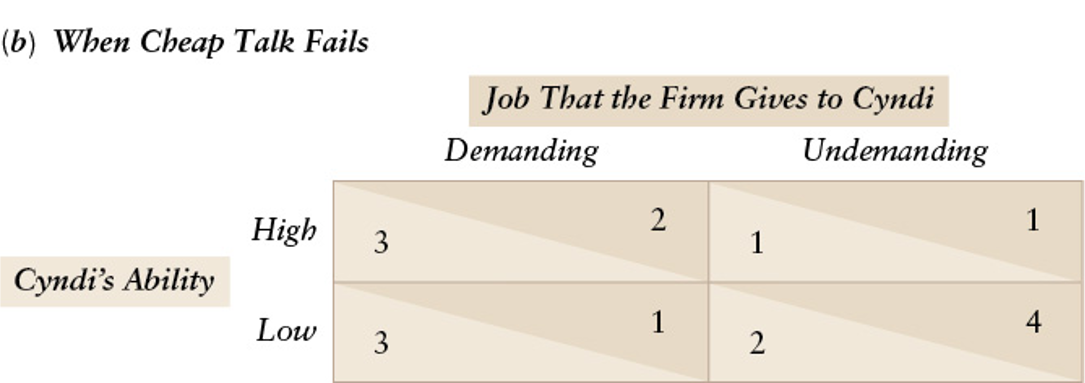 (b) When Cheap Talk Fails
Job That the Firm Gives to Cyndi
Demanding Undemanding
High 3 2 1 1
Cyndi's Ability
Low 3 1 2 4